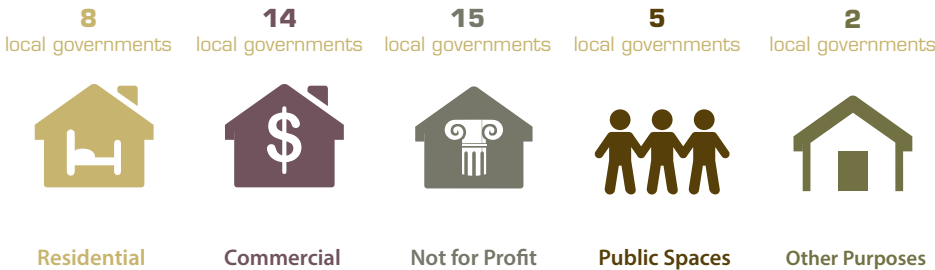 8 14 15 5 2
local governments local governments local governments local governments local governments
$
Residential Commercial Not for Profit Public Spaces Other Purposes